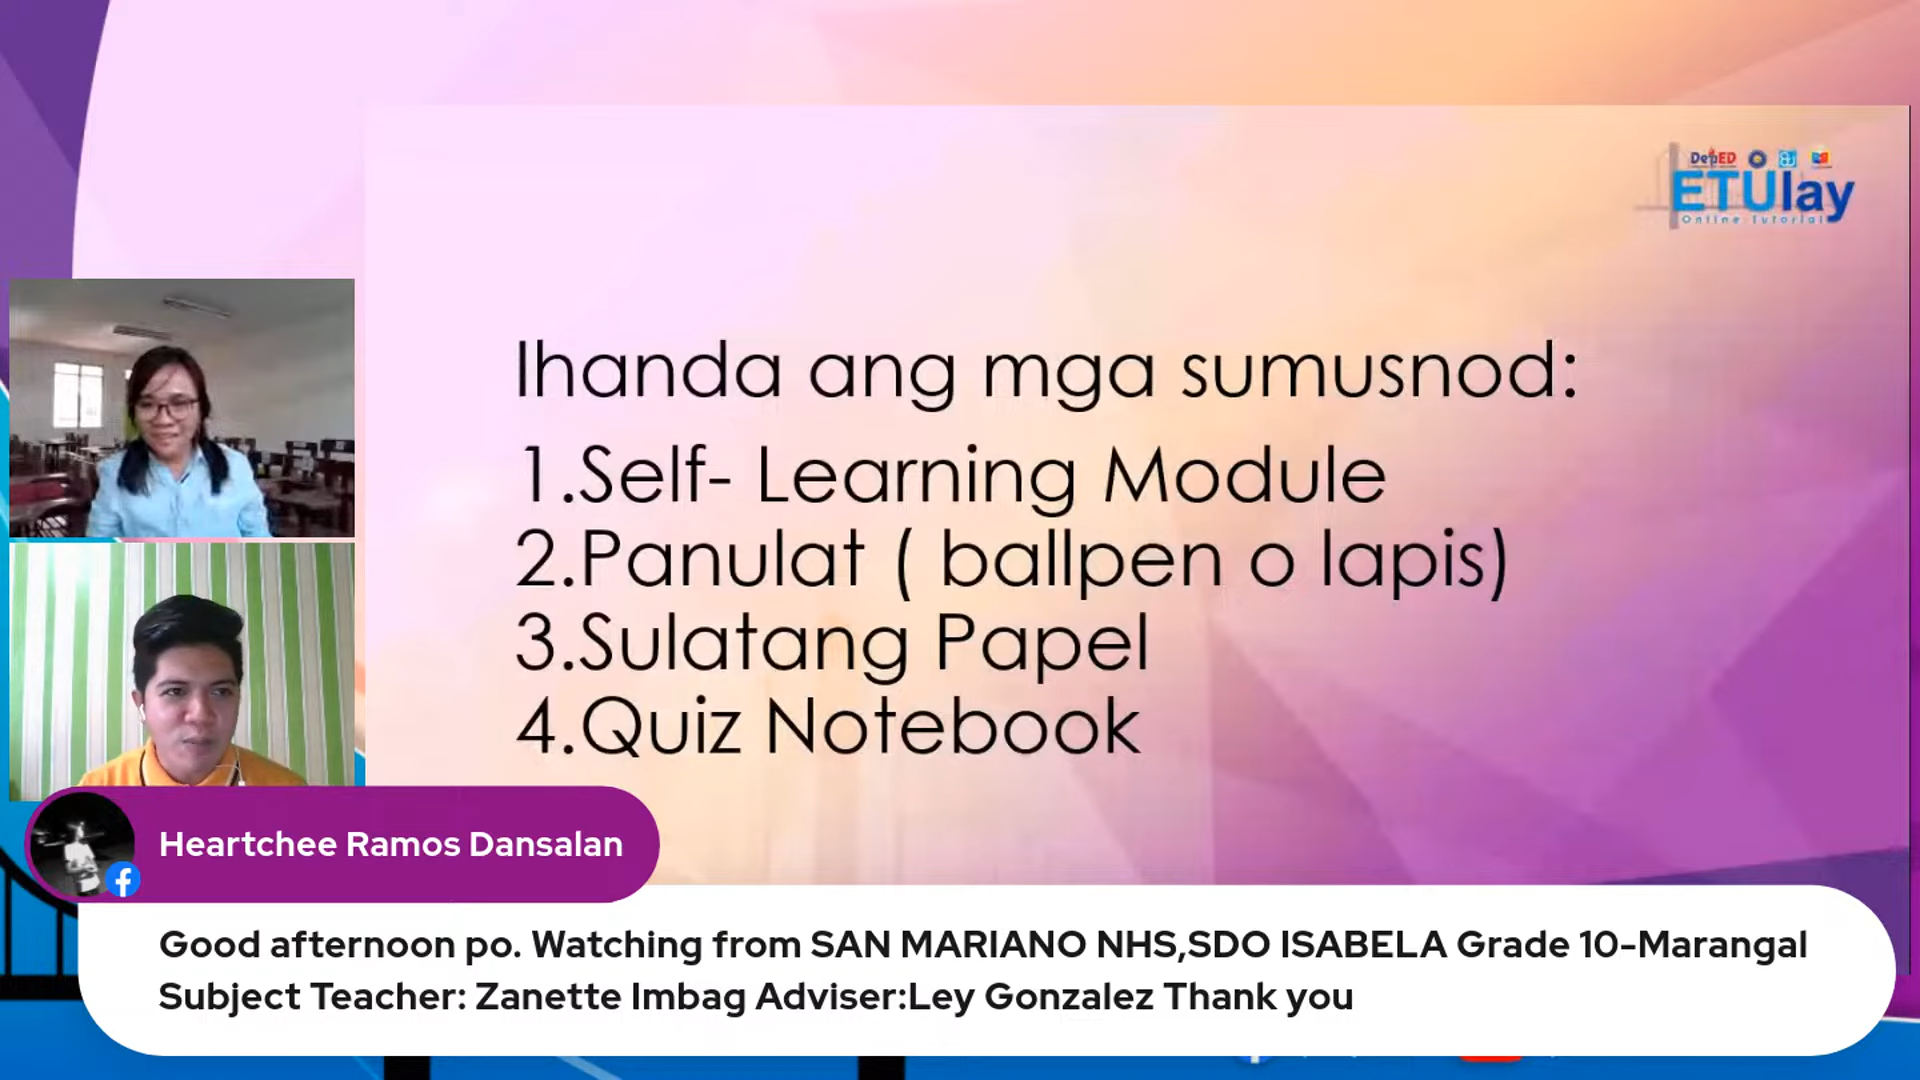 DepED
ETUlay
Online Tutorial
Ihanda ang mga sumusnod:
1.Self- Learning Module
2.Panulat ( ballpen o lapis)
3.Sulatang Papel
4.Quiz Notebook
Heartchee Ramos Dansalan
Good afternoon po. Watching from SAN MARIANO NHS,SDO ISABELA Grade 10-Marangal
Subject Teacher: Zanette Imbag Adviser:Ley Gonzalez Thank you